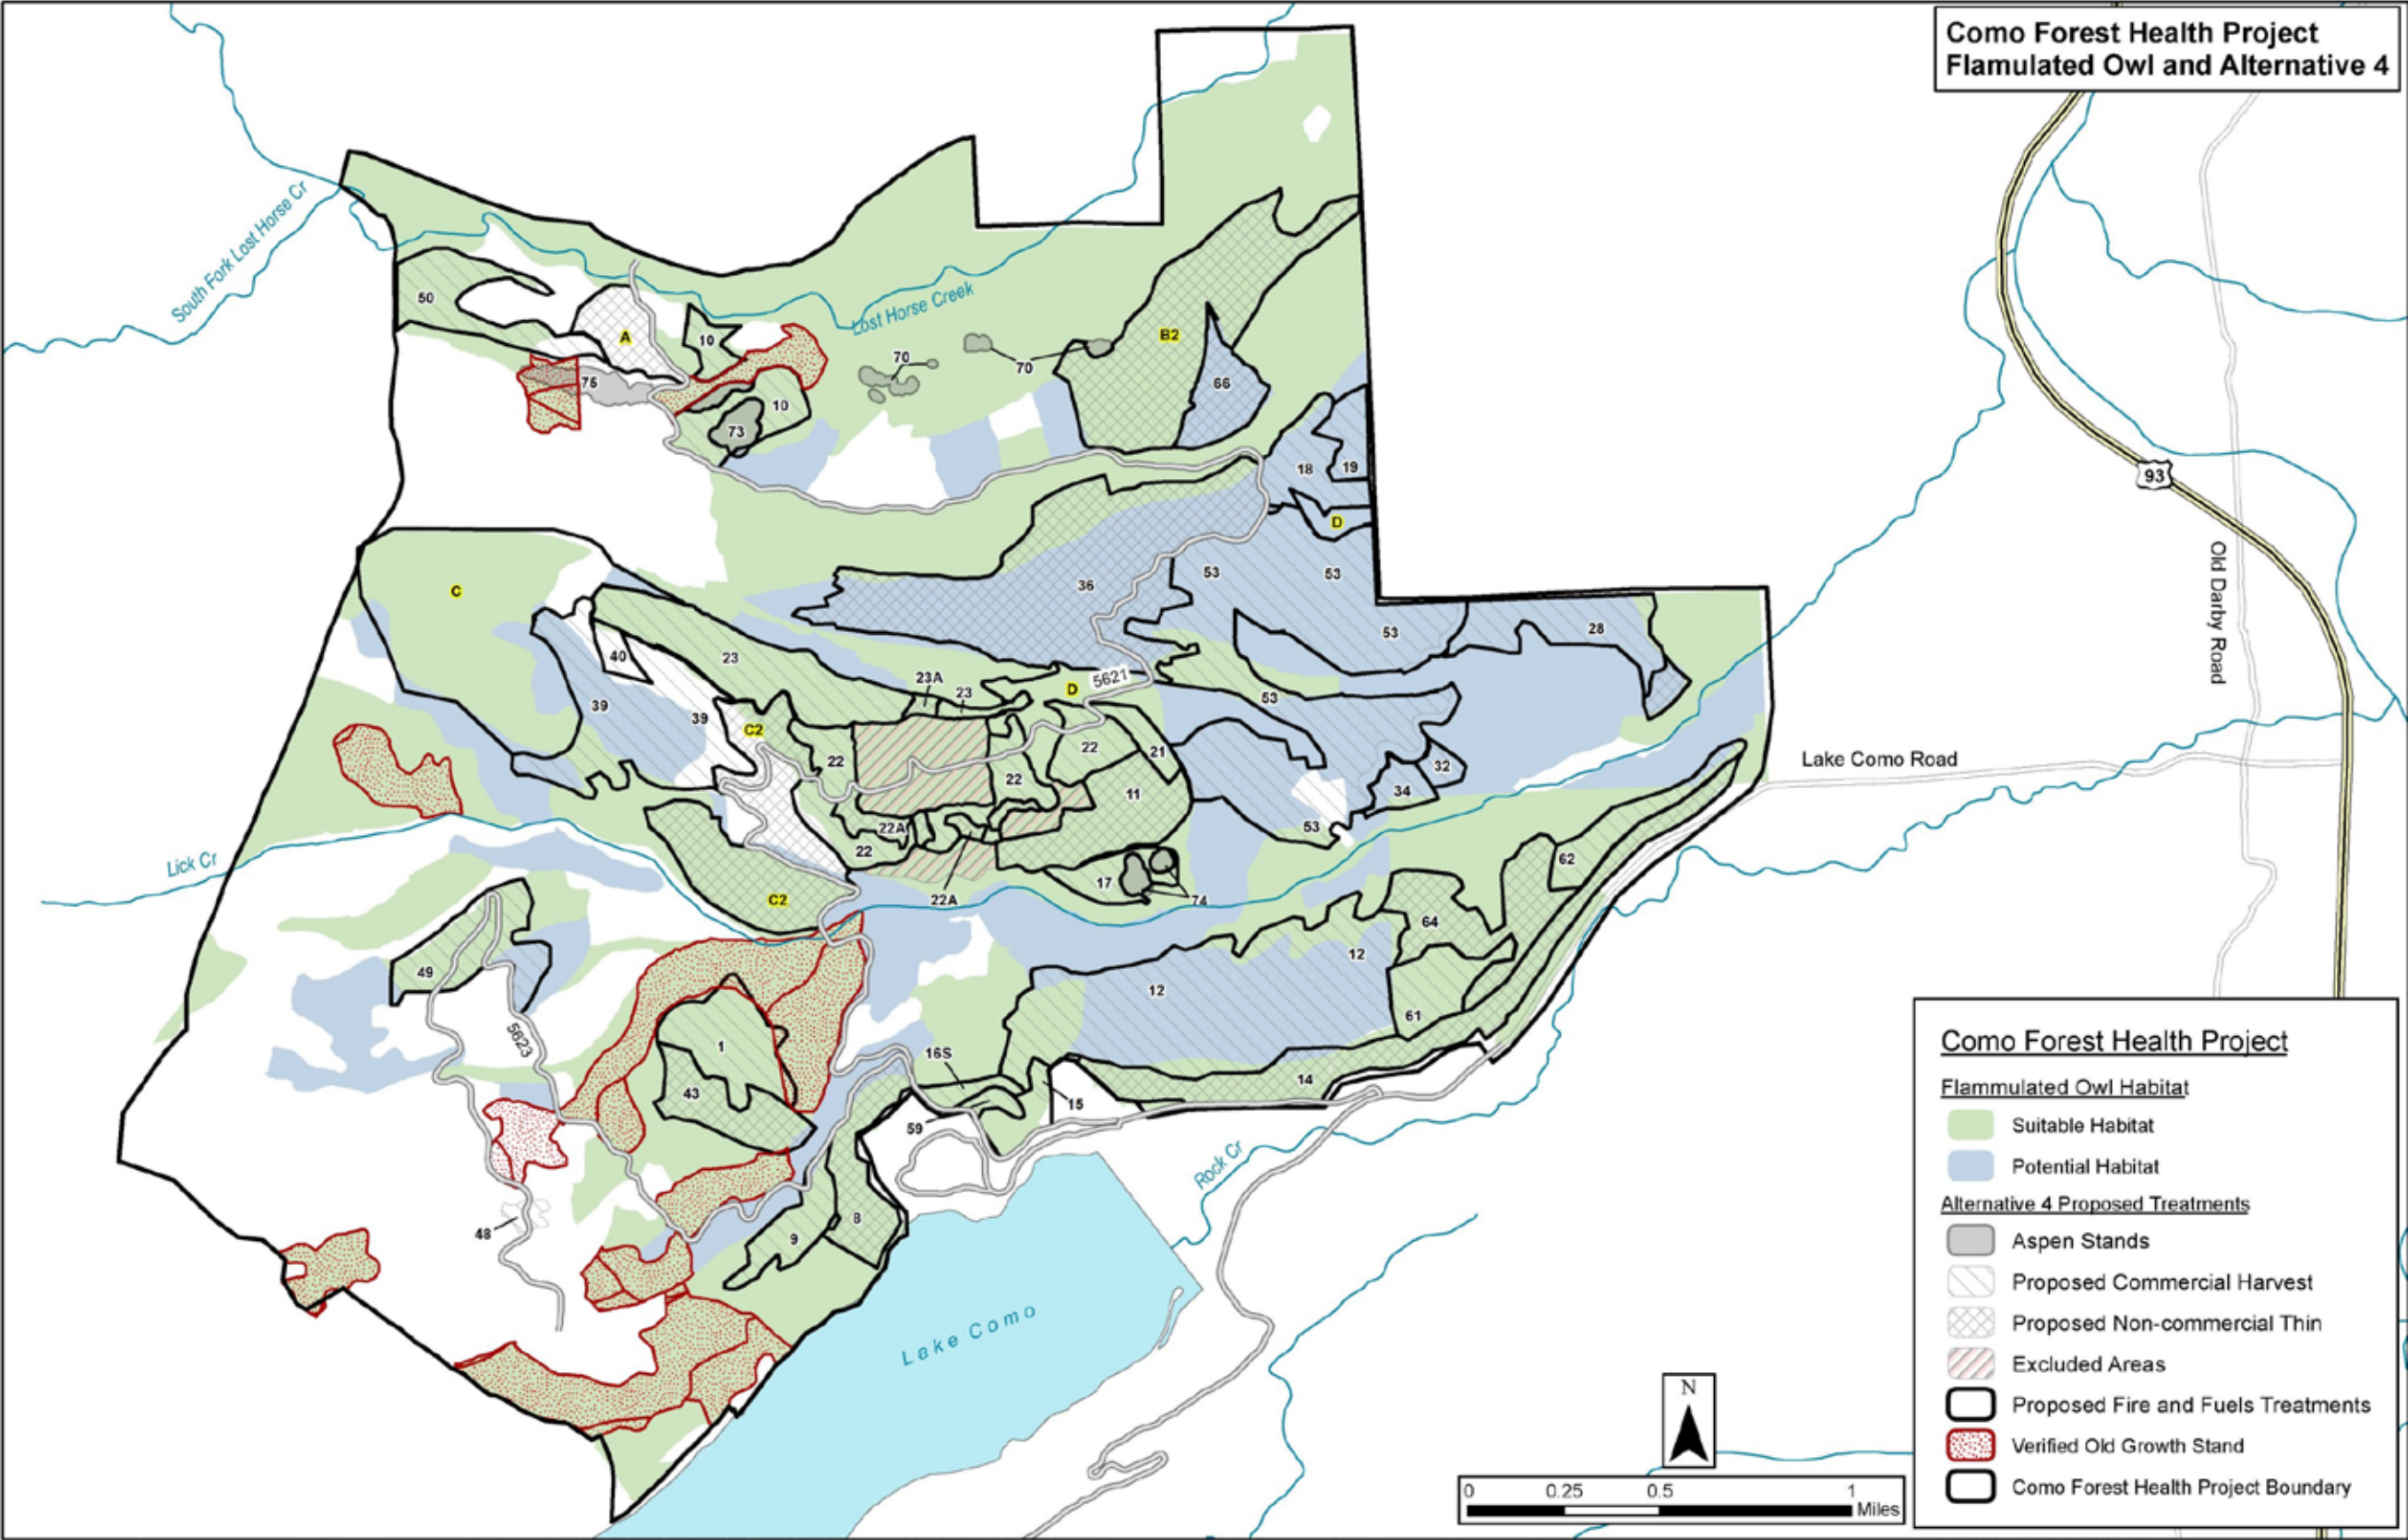 Como Forest Health Project
Flamulated Owl and Alternative 4
South Fork Lost Horse Cr
Lost Horse Creek
50
A
10
75
10
73
70
70
B2
66
18
19
D
93
Old Darby Road
C
36
53
53
53
28
40
23
23A
23
D
5621
39
39
C2
22
22
21
53
22
11
32
34
Lake Como Road
22A
22
53
Lick Cr
C2
22A
17
74
62
64
49
12
12
5623
1
43
16S
61
15
14
59
Rock Cr
48
9
8
Lake Como
Como Forest Health Project
Flammulated Owl Habitat
Suitable Habitat
Potential Habitat
Alternative 4 Proposed Treatments
Aspen Stands
Proposed Commercial Harvest
Proposed Non-commercial Thin
Excluded Areas
Proposed Fire and Fuels Treatments
Verified Old Growth Stand
Como Forest Health Project Boundary
N
0 0.25 0.5 1
Miles